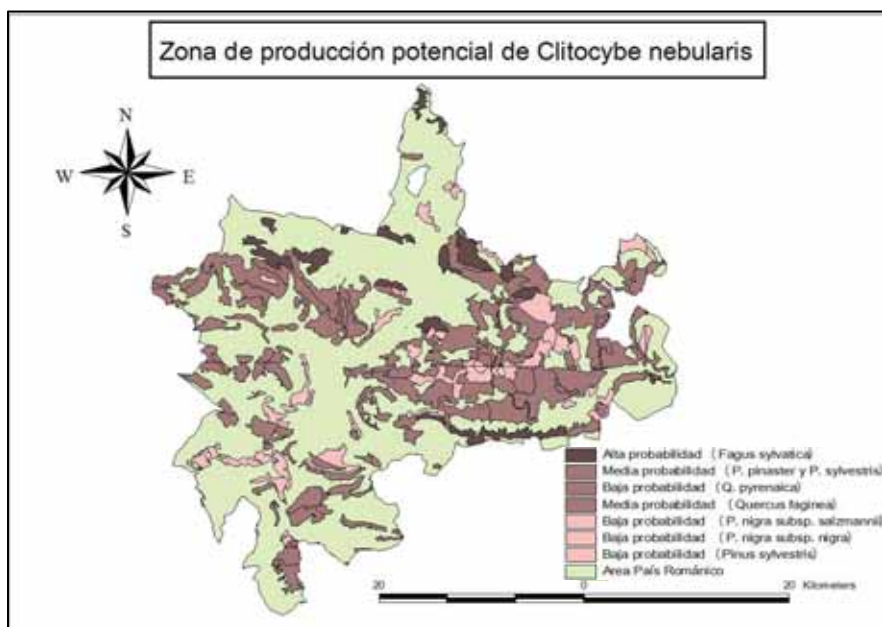 Zona de producción potencial de Clitocybe nebularis
N
W E
S
Alta probabilidad (Fagus sylvatica)
Media probabilidad (P. pinaster y P. sylvestris)
Baja probabilidad (Q. pyrenaica)
Media probabilidad (Quercus faginea)
Baja probabilidad (P. nigra subsp. salzmannii)
Baja probabilidad (P. nigra subsp. nigra)
Baja probabilidad (Pinus sylvestris)
Area País Románico
20 0 20 Kilometers